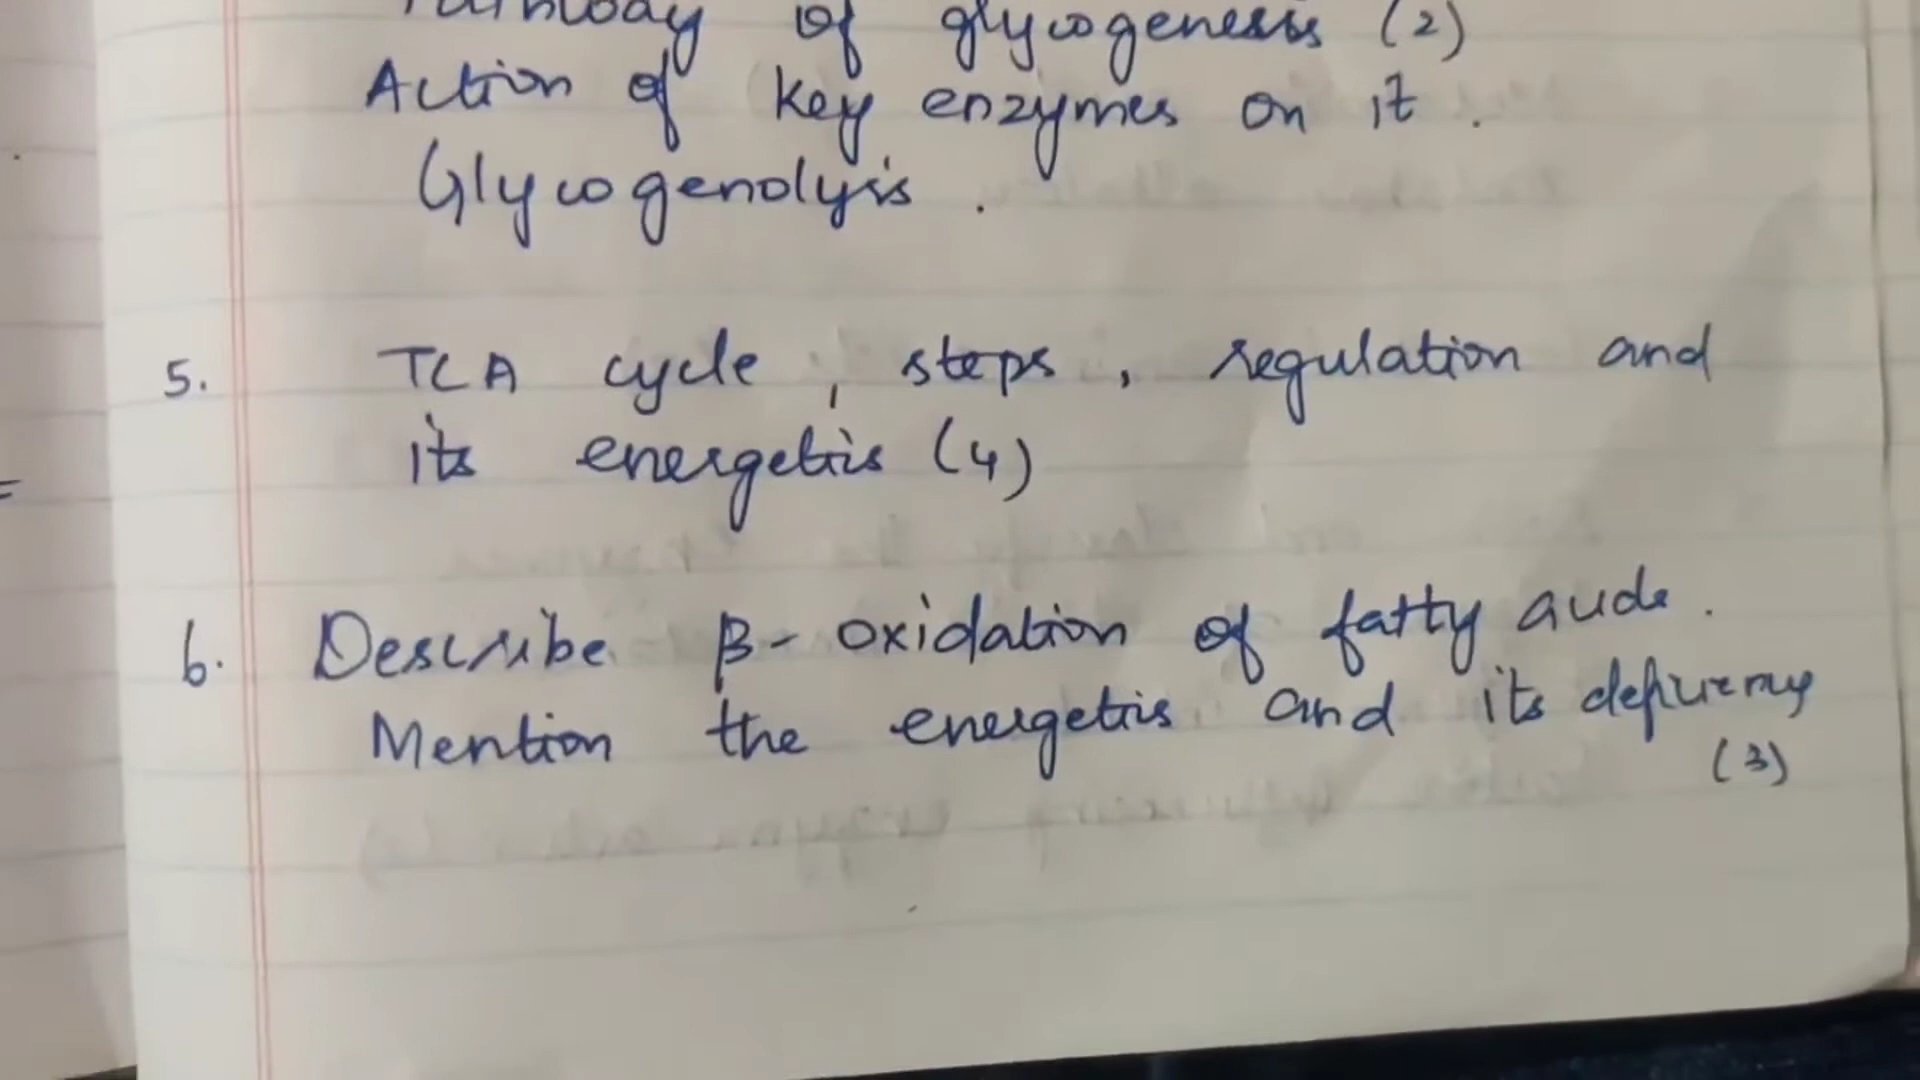 Pathway of glycogenesis (2)
Action of key enzymes on it.
Glycogenolysis.
5. TCA cycle, steps, regulation and
its energetics (4)
6. Describe β-oxidation of fatty acids.
Mention the energetics and its deficiency
(3)